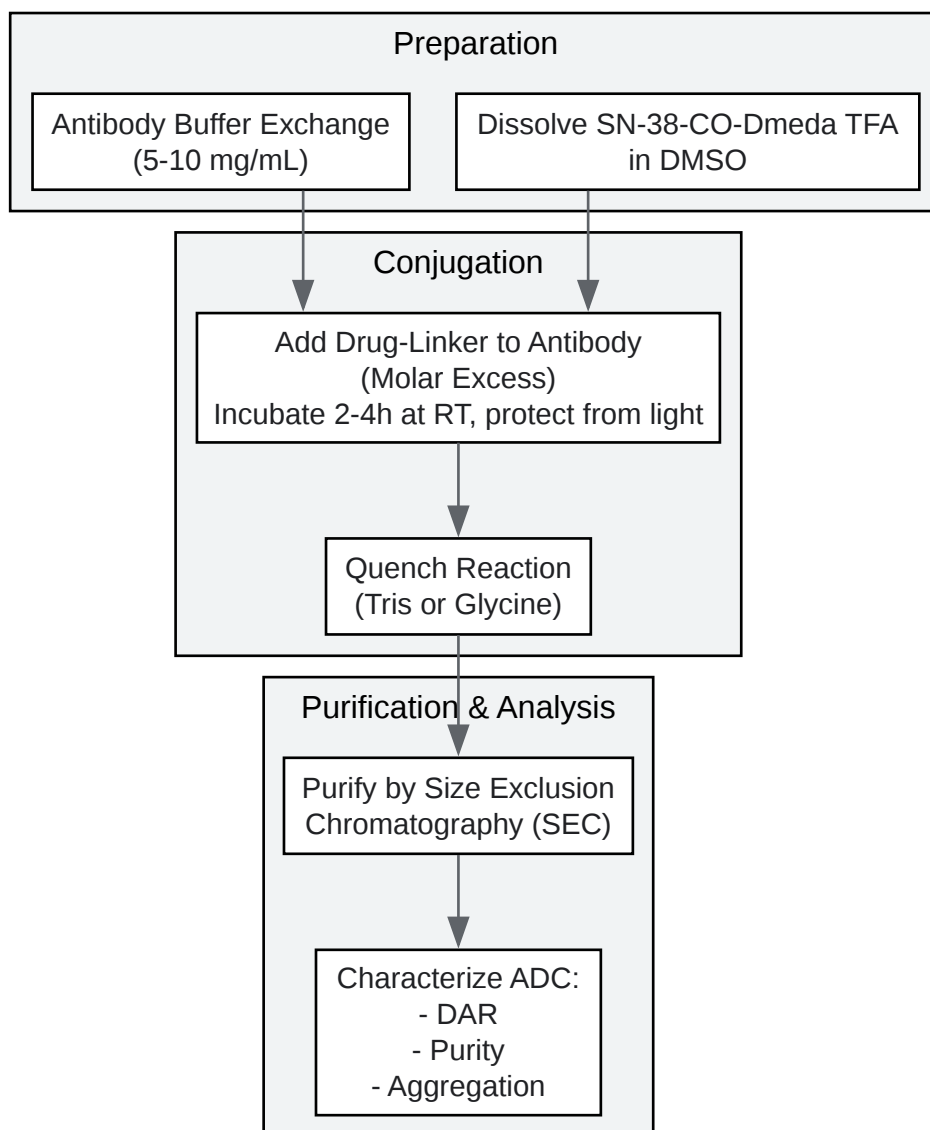 Preparation
Antibody Buffer Exchange
(5-10 mg/mL)
Dissolve SN-38-CO-Dmeda TFA
in DMSO
Conjugation
Add Drug-Linker to Antibody
(Molar Excess)
Incubate 2-4h at RT, protect from light
Quench Reaction
(Tris or Glycine)
Purification & Analysis
Purify by Size Exclusion
Chromatography (SEC)
Characterize ADC:
- DAR
- Purity
- Aggregation